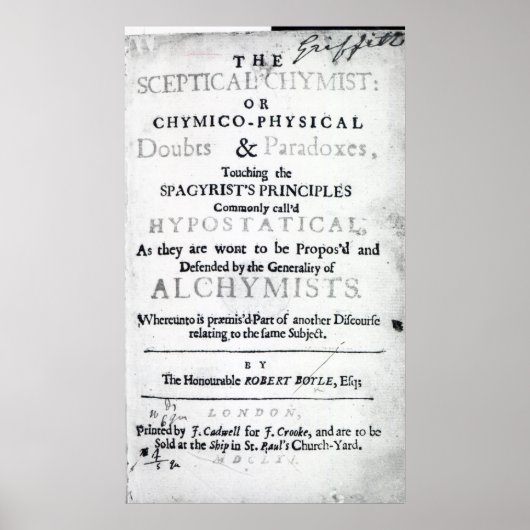 Griffith
THE
SCEPTICAL CHYMIST:
OR
CHYMICO-PHYSICAL
Doubts & Paradoxes,
Touching the
SPAGYRIST'S PRINCIPLES
Commonly call'd
HYPOSTATICAL,
As they are wont to be Propos'd and
Defended by the Generality of
ALCHYMISTS.
Whereunto is præmis'd Part of another Discourse
relating to the same Subject.
BY
The Honourable ROBERT BOYLE, Esq;
LONDON,
Printed by J. Cadwell for J. Crooke, and are to be
Sold at the Ship in St. Paul's Church-Yard.
MDCLXI.